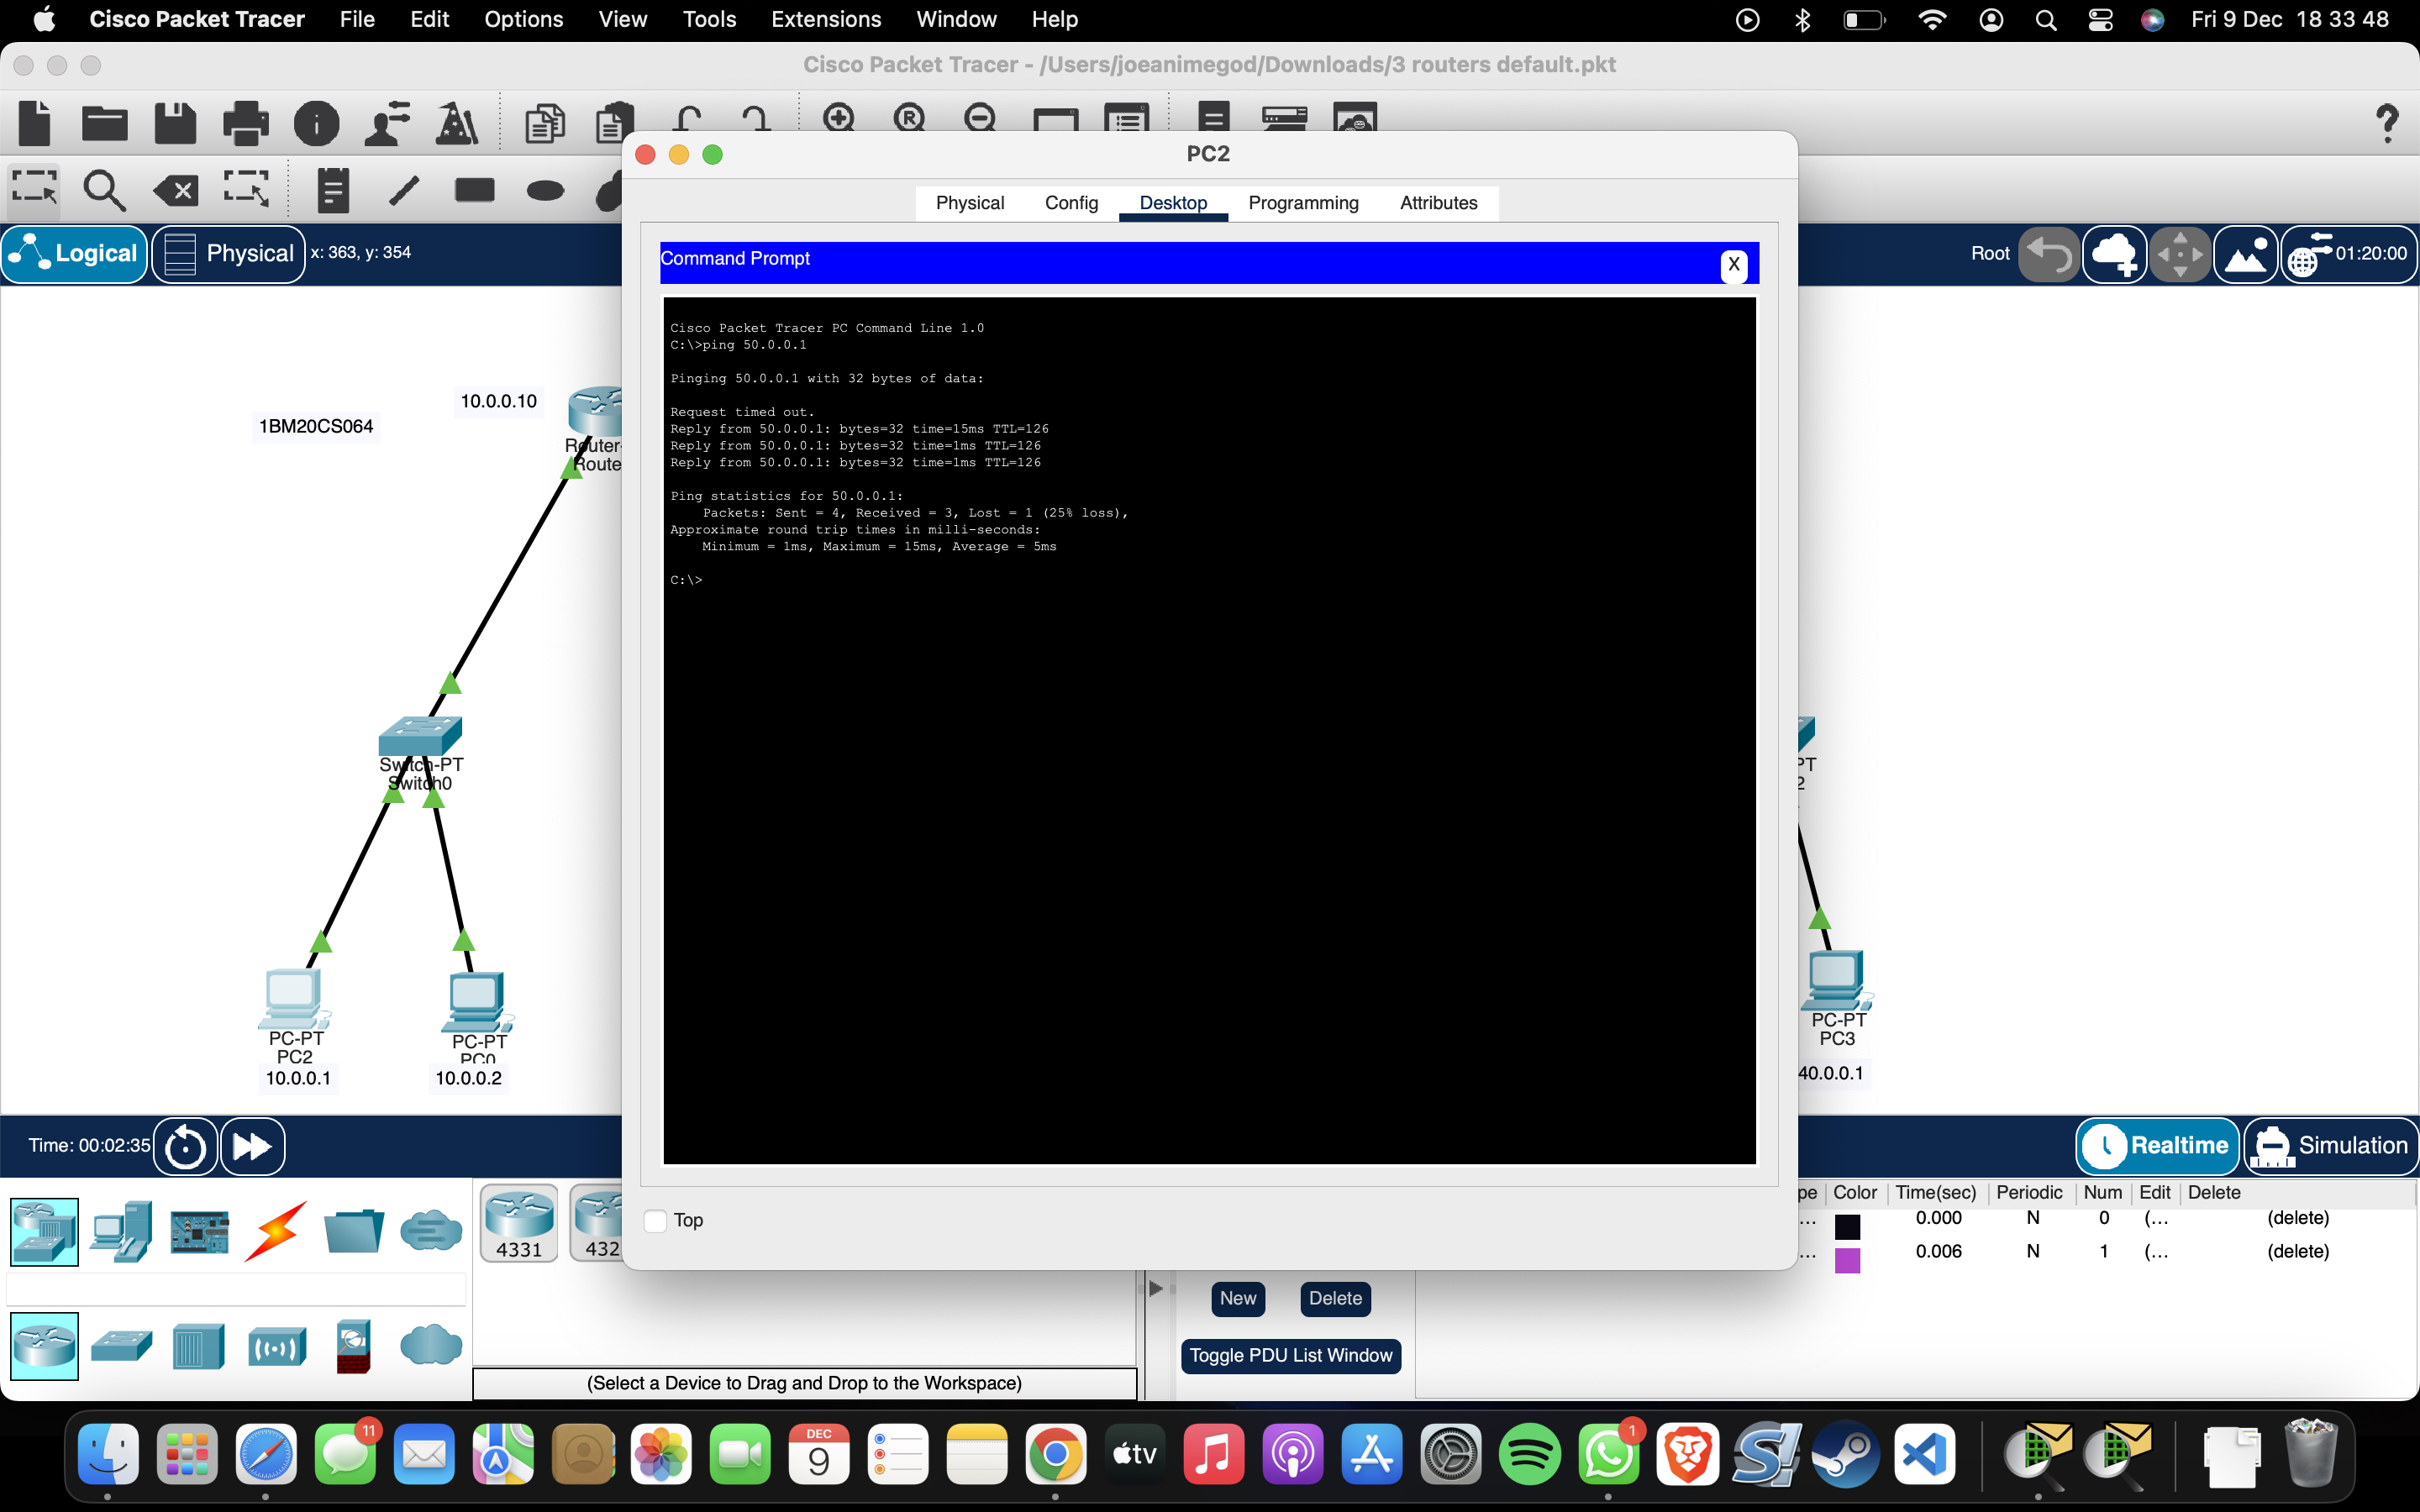 Cisco Packet Tracer File Edit Options View Tools Extensions Window Help Fri 9 Dec 18 33 48
Cisco Packet Tracer - /Users/joeanimegod/Downloads/3 routers default.pkt
PC2
Physical Config Desktop Programming Attributes
Logical Physical x: 363, y: 354
Root 01:20:00
Command Prompt X
Cisco Packet Tracer PC Command Line 1.0
C:\>ping 50.0.0.1
Pinging 50.0.0.1 with 32 bytes of data:
Request timed out.
Reply from 50.0.0.1: bytes=32 time=15ms TTL=126
Reply from 50.0.0.1: bytes=32 time=1ms TTL=126
Reply from 50.0.0.1: bytes=32 time=1ms TTL=126
Ping statistics for 50.0.0.1:
Packets: Sent = 4, Received = 3, Lost = 1 (25% loss),
Approximate round trip times in milli-seconds:
Minimum = 1ms, Maximum = 15ms, Average = 5ms
C:\>
Top
10.0.0.10
1BM20CS064
Router-
Route
Switch-PT
Switch0
PC-PT
PC2
10.0.0.1
PC-PT
PC0
10.0.0.2
PT
2
PC-PT
PC3
40.0.0.1
Time: 00:02:35
Realtime Simulation
4331 432
pe Color Time(sec) Periodic Num Edit Delete
... 0.000 N 0 (... (delete)
... 0.006 N 1 (... (delete)
New Delete
Toggle PDU List Window
(Select a Device to Drag and Drop to the Workspace)
11
DEC
9
tv
1